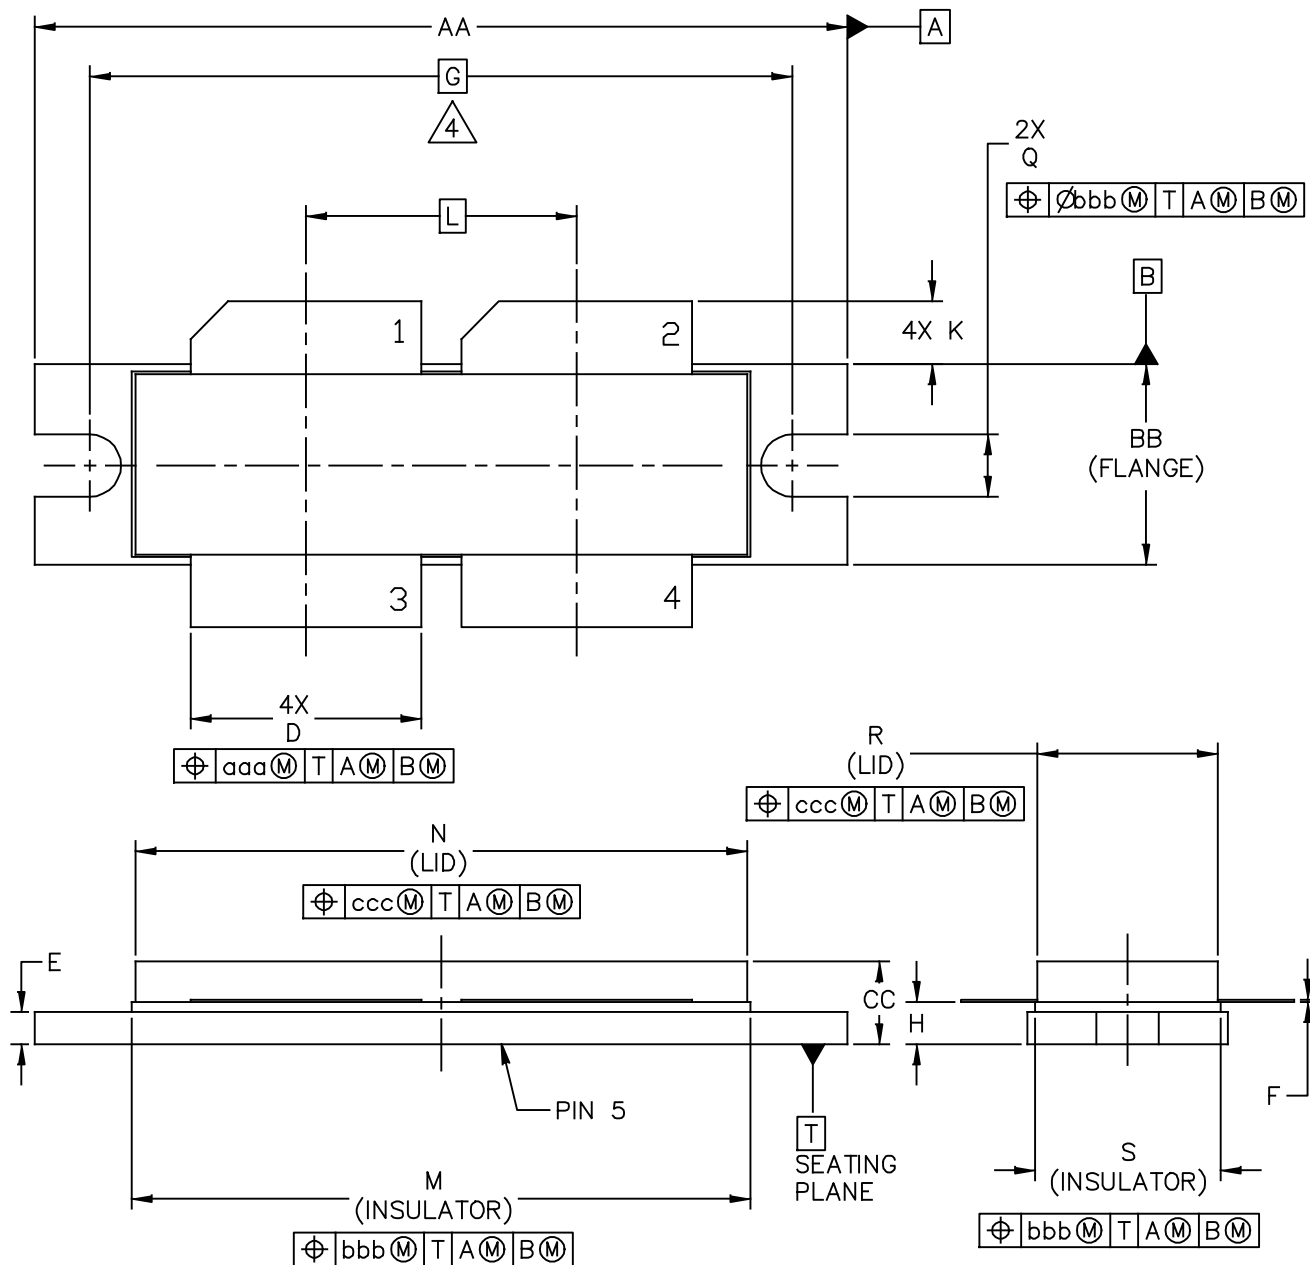 AA
A
G
4
2X
Q
⌖ Øbbb Ⓜ T A Ⓜ B Ⓜ
L
B
1
2
4X K
BB
(FLANGE)
3
4
4X
D
⌖ aaa Ⓜ T A Ⓜ B Ⓜ
R
(LID)
⌖ ccc Ⓜ T A Ⓜ B Ⓜ
N
(LID)
⌖ ccc Ⓜ T A Ⓜ B Ⓜ
E
CC
H
F
PIN 5
T
SEATING
PLANE
M
(INSULATOR)
⌖ bbb Ⓜ T A Ⓜ B Ⓜ
S
(INSULATOR)
⌖ bbb Ⓜ T A Ⓜ B Ⓜ